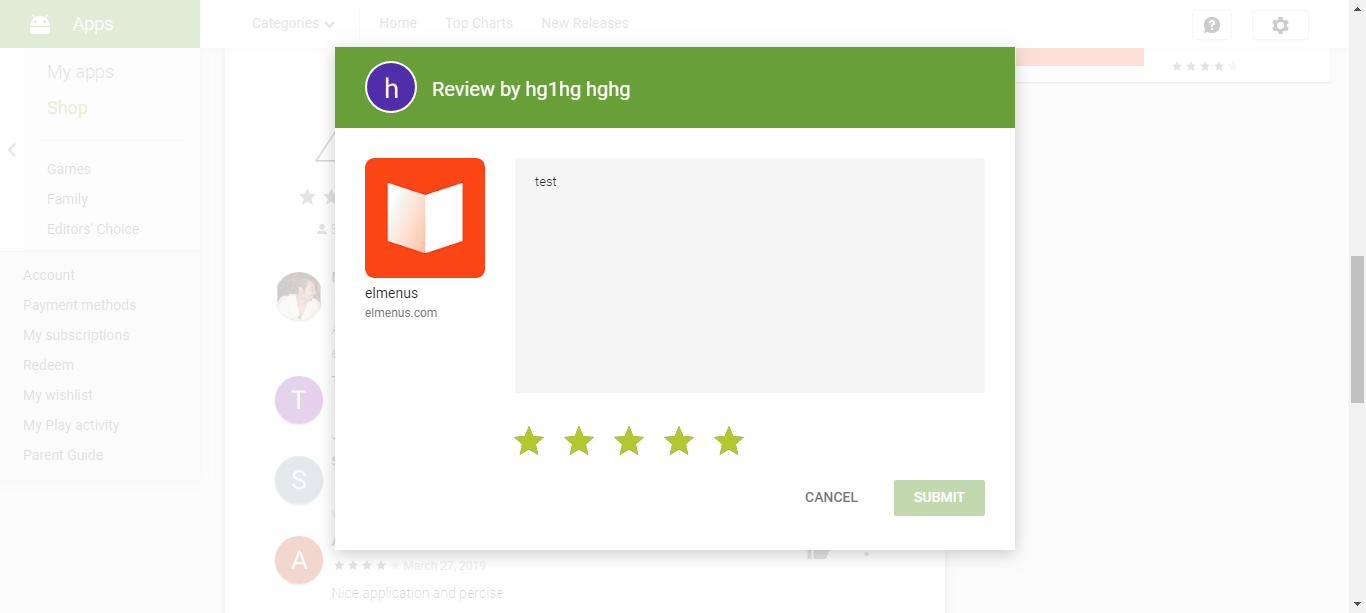 Apps
Categories
Home
Top Charts
New Releases
My apps
Shop
Games
Family
Editors' Choice
Account
Payment methods
My subscriptions
Redeem
My wishlist
My Play activity
Parent Guide
h
Review by hg1hg hghg
elmenus
elmenus.com
test
CANCEL
SUBMIT
T
S
A
March 27, 2019
Nice application and percise